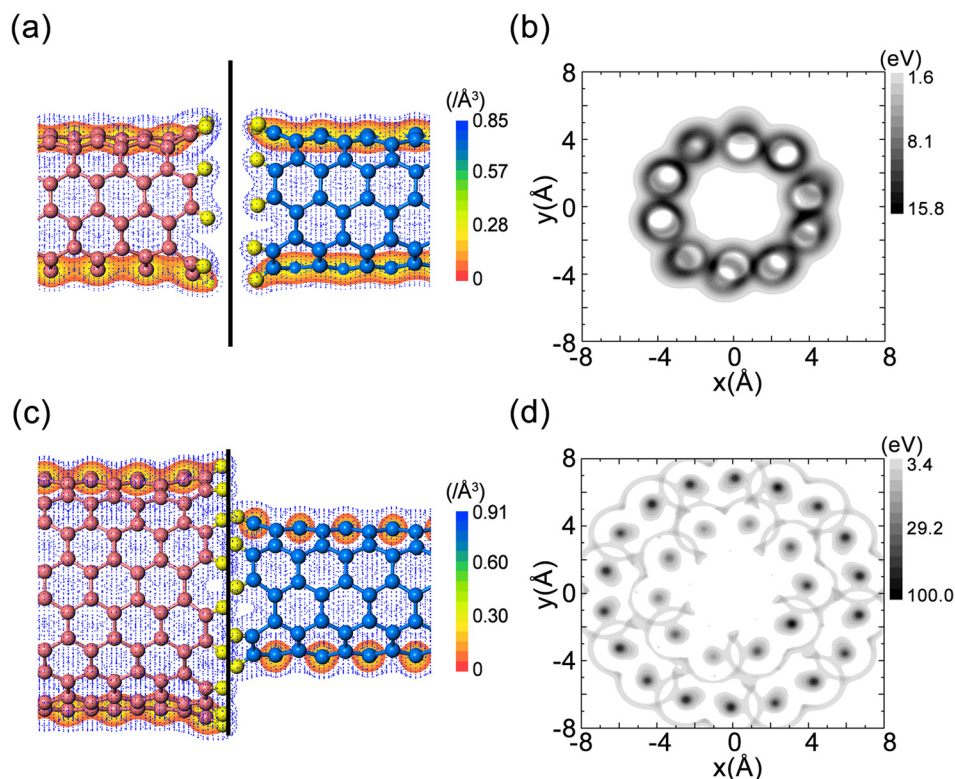 (a)
(/Å³)
0.85
0.57
0.28
0
(b)
(eV)
1.6
8.1
15.8
8
4
0
-4
-8
y(Å)
-8 -4 0 4 8
x(Å)
(c)
(/Å³)
0.91
0.60
0.30
0
(d)
(eV)
3.4
29.2
100.0
8
4
0
-4
-8
y(Å)
-8 -4 0 4 8
x(Å)